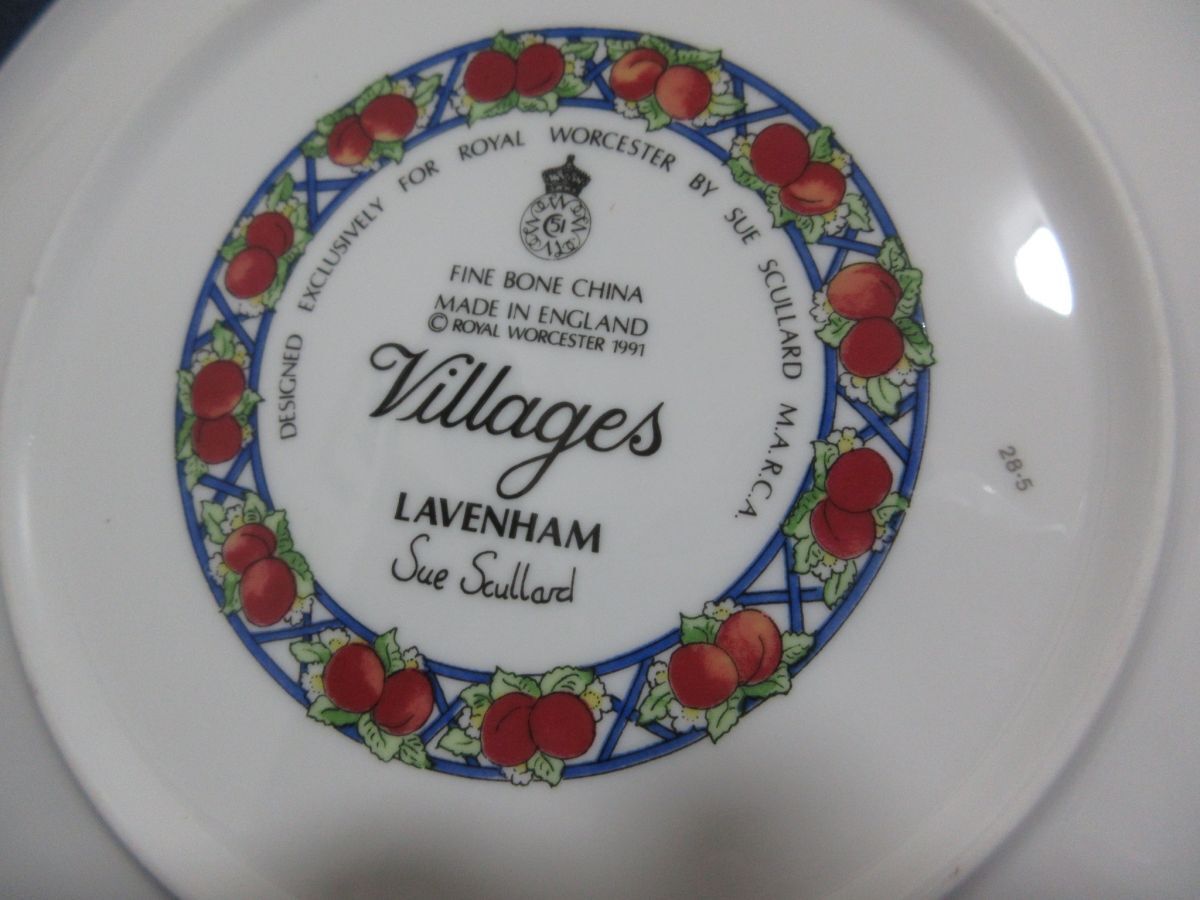 DESIGNED EXCLUSIVELY FOR ROYAL WORCESTER BY SUE SCULLARD M.A.R.C.A.
51
FINE BONE CHINA
MADE IN ENGLAND
© ROYAL WORCESTER 1991
Villages
LAVENHAM
Sue Scullard
28·5